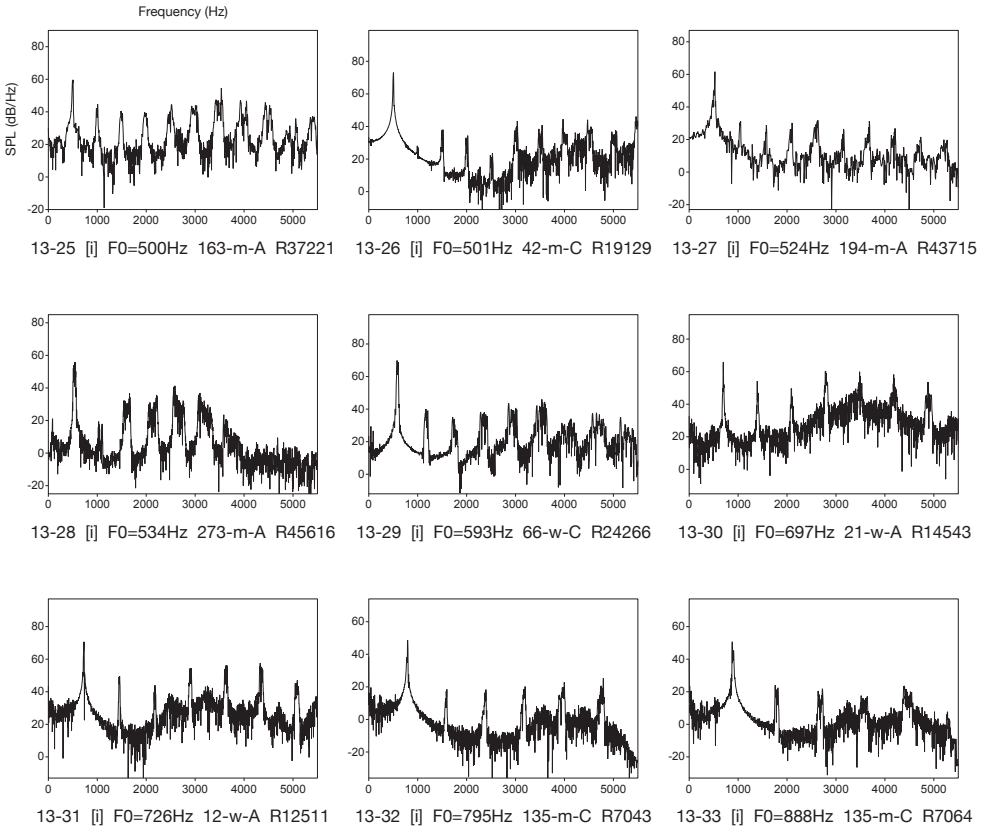 Frequency (Hz)
SPL (dB/Hz)
80 60 40 20 0 -20
0 1000 2000 3000 4000 5000
80 60 40 20 0
0 1000 2000 3000 4000 5000
80 60 40 20 0 -20
0 1000 2000 3000 4000 5000
13-25 [i] F0=500Hz 163-m-A R37221
13-26 [i] F0=501Hz 42-m-C R19129
13-27 [i] F0=524Hz 194-m-A R43715
80 60 40 20 0 -20
0 1000 2000 3000 4000 5000
80 60 40 20 0
0 1000 2000 3000 4000 5000
80 60 40 20 0
0 1000 2000 3000 4000 5000
13-28 [i] F0=534Hz 273-m-A R45616
13-29 [i] F0=593Hz 66-w-C R24266
13-30 [i] F0=697Hz 21-w-A R14543
80 60 40 20 0
0 1000 2000 3000 4000 5000
60 40 20 0 -20
0 1000 2000 3000 4000 5000
60 40 20 0 -20
0 1000 2000 3000 4000 5000
13-31 [i] F0=726Hz 12-w-A R12511
13-32 [i] F0=795Hz 135-m-C R7043
13-33 [i] F0=888Hz 135-m-C R7064